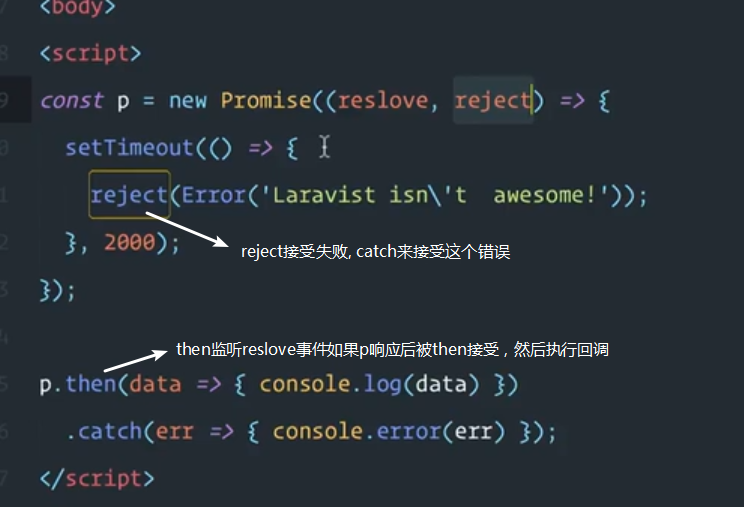 <body>
<script>
const p = new Promise((reslove, reject) => {
setTimeout(() => {
reject(Error('Laravist isn\'t  awesome!'));
}, 2000);
reject接受失败, catch来接受这个错误
});
then监听reslove事件如果p响应后被then接受，然后执行回调
p.then(data => { console.log(data) })
.catch(err => { console.error(err) });
</script>